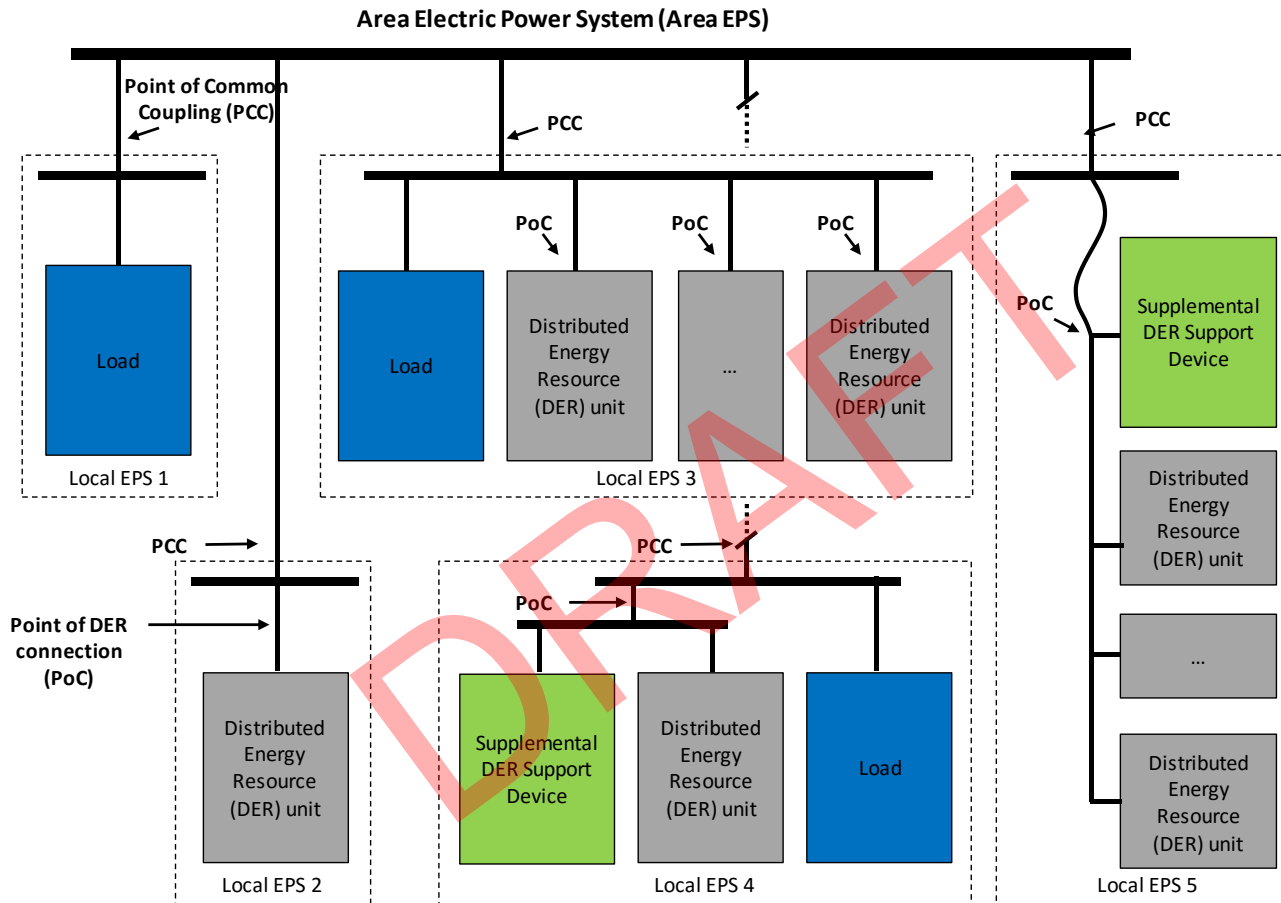 Area Electric Power System (Area EPS)
Point of Common
Coupling (PCC)
PCC
PCC
Load
Local EPS 1
PoC
PoC
PoC
Load
Distributed
Energy
Resource
(DER) unit
...
Distributed
Energy
Resource
(DER) unit
Local EPS 3
PoC
Supplemental
DER Support
Device
Distributed
Energy
Resource
(DER) unit
...
Distributed
Energy
Resource
(DER) unit
Local EPS 5
PCC
Point of DER
connection
(PoC)
Distributed
Energy
Resource
(DER) unit
Local EPS 2
PCC
PoC
Supplemental
DER Support
Device
Distributed
Energy
Resource
(DER) unit
Load
Local EPS 4
DRAFT